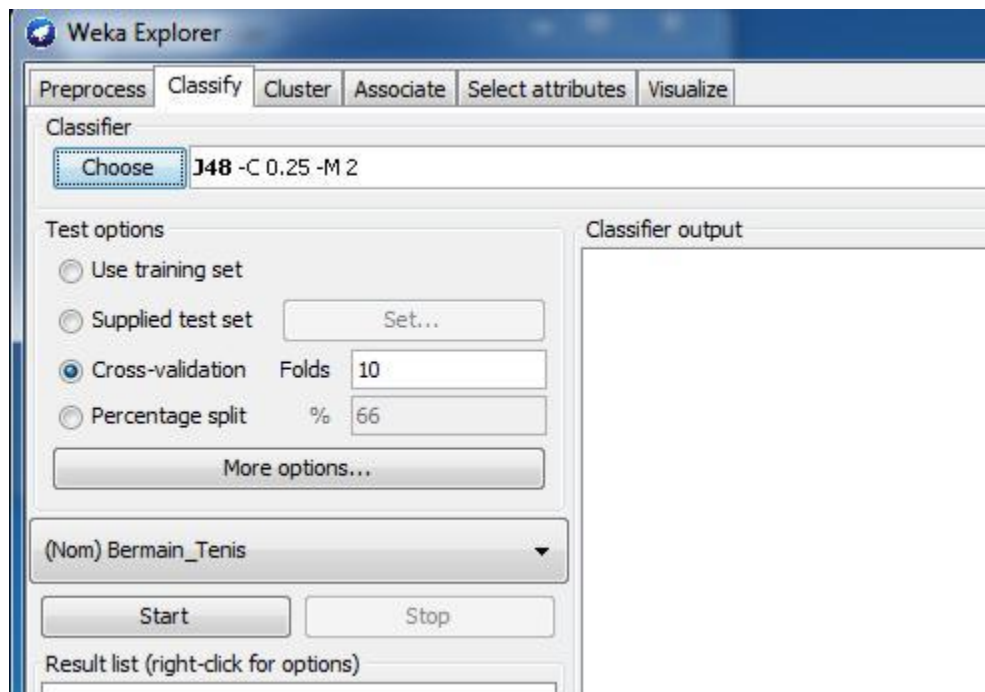 Weka Explorer
Preprocess Classify Cluster Associate Select attributes Visualize
Classifier
Choose J48 -C 0.25 -M 2
Test options
Classifier output
Use training set
Supplied test set Set...
Cross-validation Folds 10
Percentage split % 66
More options...
(Nom) Bermain_Tenis
Start Stop
Result list (right-click for options)